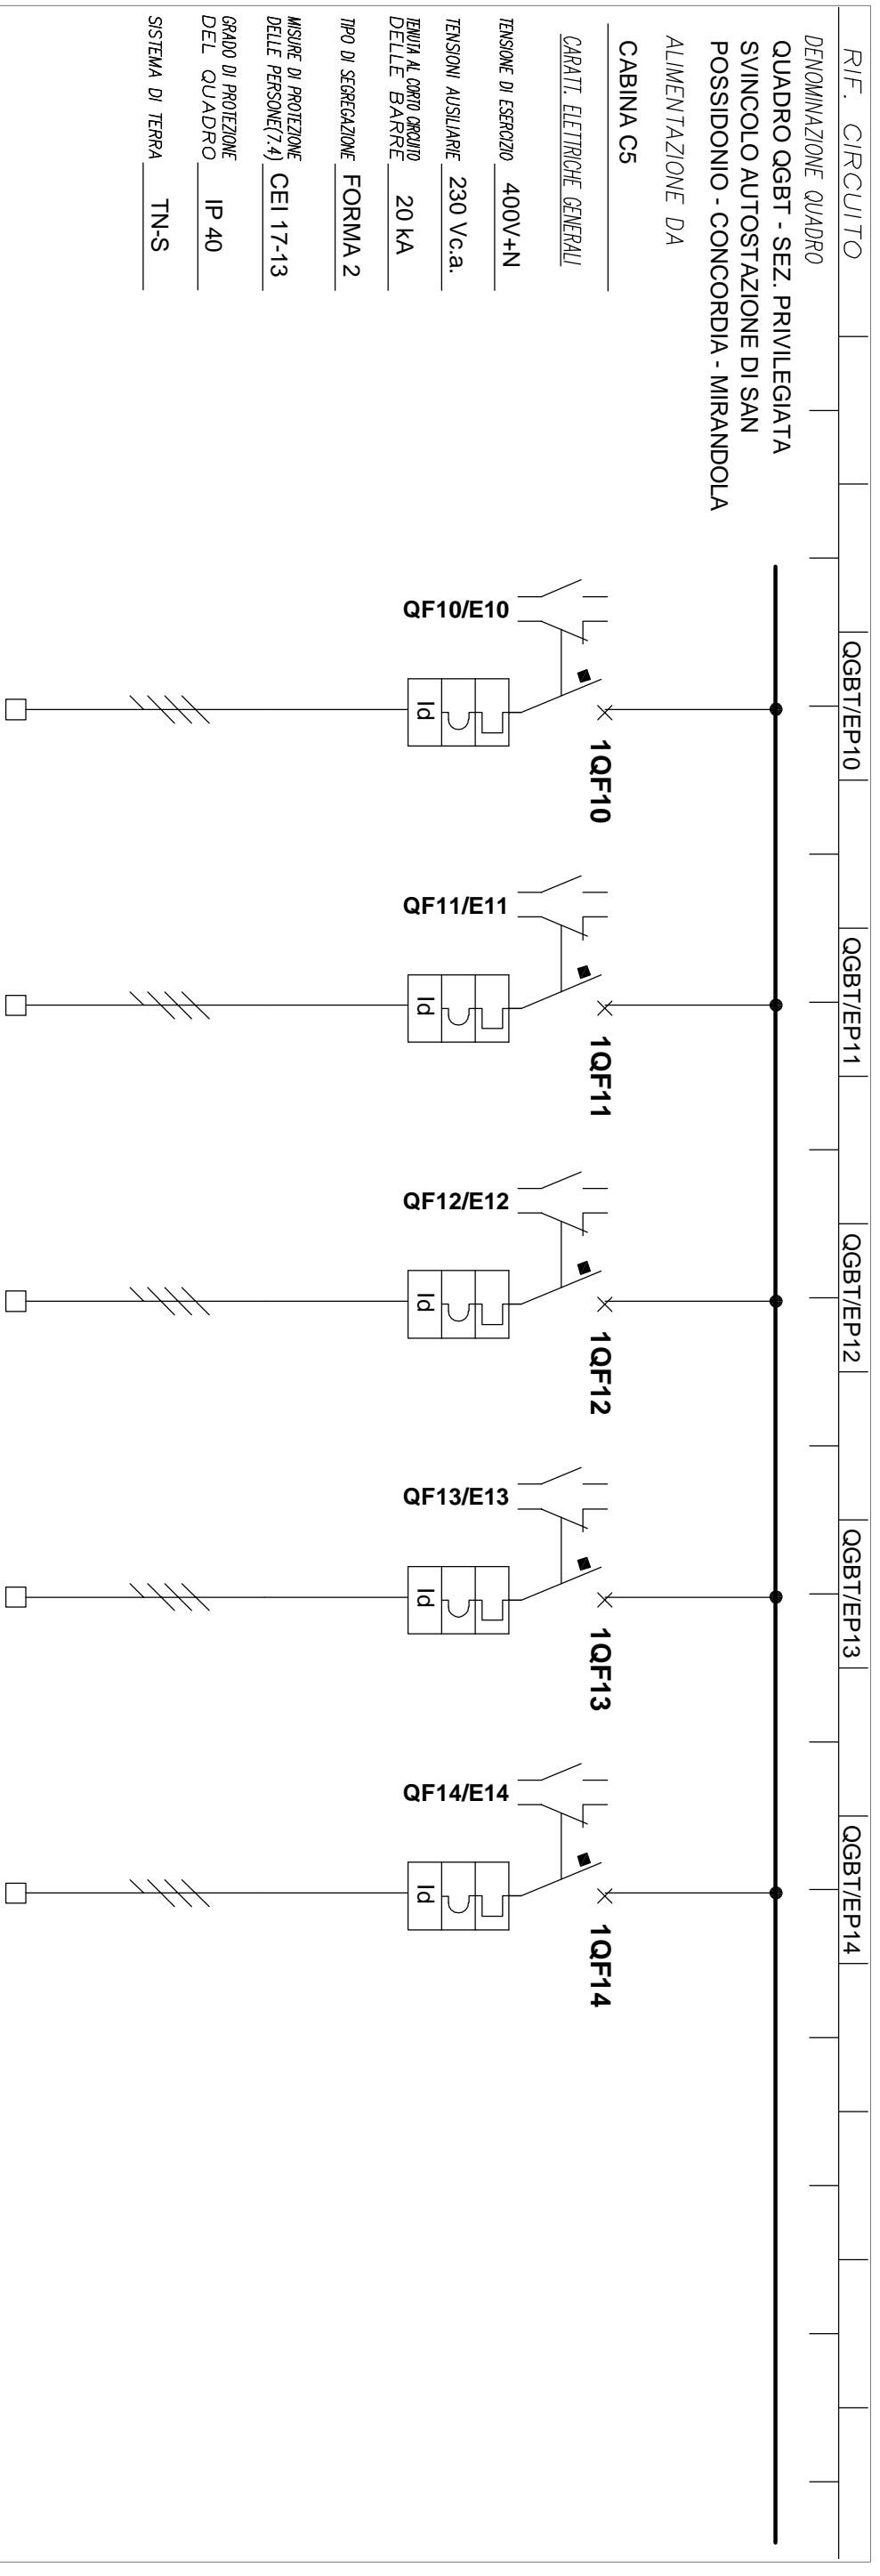 RIF. CIRCUITO
QGBT/EP10
QGBT/EP11
QGBT/EP12
QGBT/EP13
QGBT/EP14
DENOMINAZIONE QUADRO
QUADRO QGBT - SEZ. PRIVILEGIATA
SVINCOLO AUTOSTAZIONE DI SAN
POSSIDONIO - CONCORDIA - MIRANDOLA
ALIMENTAZIONE DA
CABINA C5
CARATT. ELETTRICHE GENERALI
TENSIONE DI ESERCIZIO 400V+N
TENSIONI AUSILIARIE 230 Vc.a.
TENUTA AL CORTO CIRCUITO
DELLE BARRE 20 kA
TIPO DI SEGREGAZIONE FORMA 2
MISURE DI PROTEZIONE
DELLE PERSONE(7.4) CEI 17-13
GRADO DI PROTEZIONE
DEL QUADRO IP 40
SISTEMA DI TERRA TN-S
1QF10
QF10/E10
Id
1QF11
QF11/E11
Id
1QF12
QF12/E12
Id
1QF13
QF13/E13
Id
1QF14
QF14/E14
Id